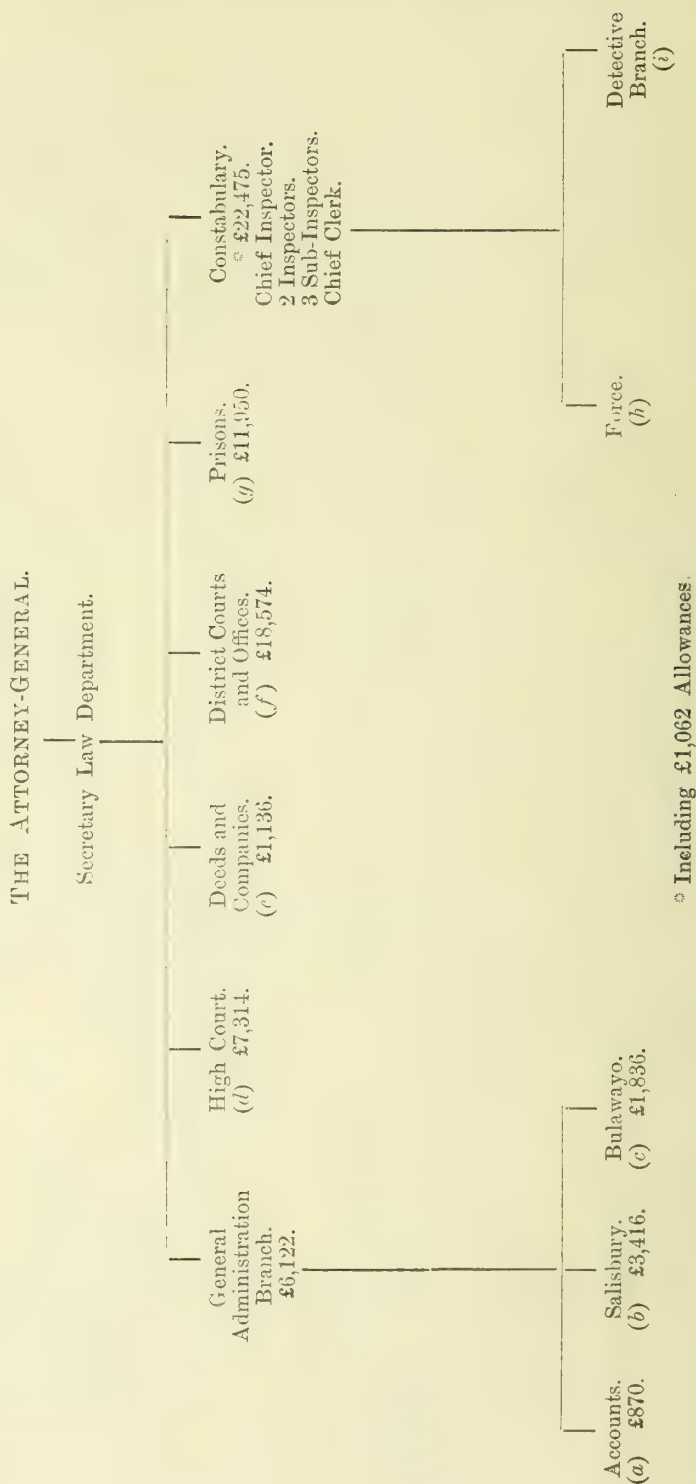 THE ATTORNEY-GENERAL.
Secretary Law Department.
General
Administration
Branch.
£6,122.
High Court.
(d) £7,314.
Deeds and
Companies.
(e) £1,136.
District Courts
and Offices.
(f) £18,574.
Prisons.
(g) £11,950.
Constabulary.
* £22,475.
Chief Inspector.
2 Inspectors.
3 Sub-Inspectors.
Chief Clerk.
Accounts.
(a) £870.
Salisbury.
(b) £3,416.
Bulawayo.
(c) £1,836.
Force.
(h)
Detective
Branch.
(i)
* Including £1,062 Allowances.